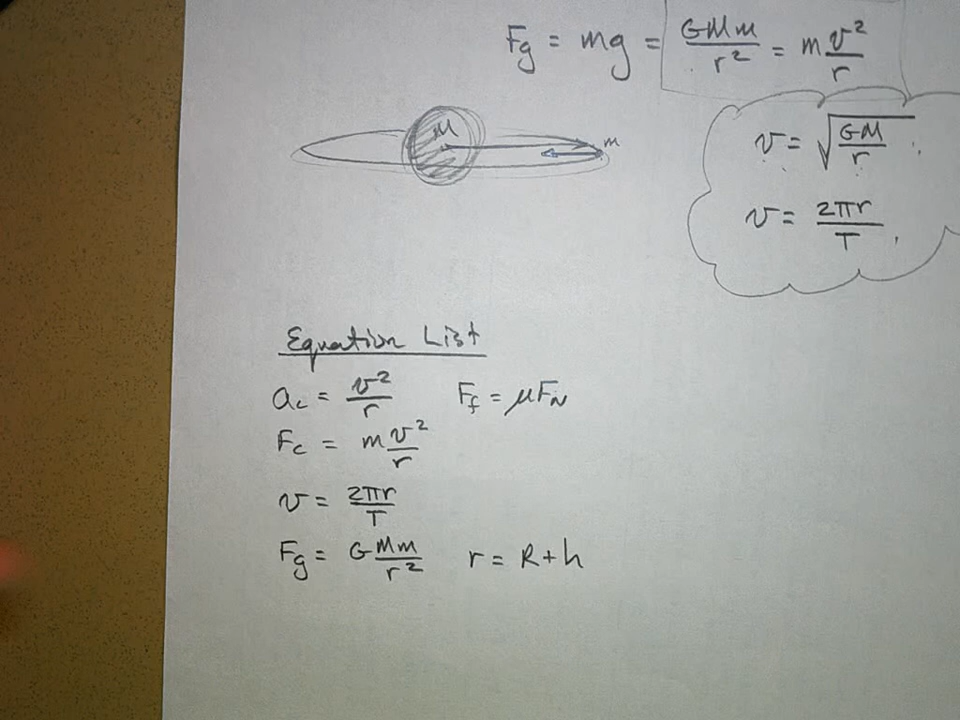 Fg = mg = GMm/r² = m v²/r
M
m
v = √(GM/r)
v = 2πr/T
Equation List
ac = v²/r Ff = μFN
Fc = m v²/r
v = 2πr/T
Fg = G Mm/r² r = R+h